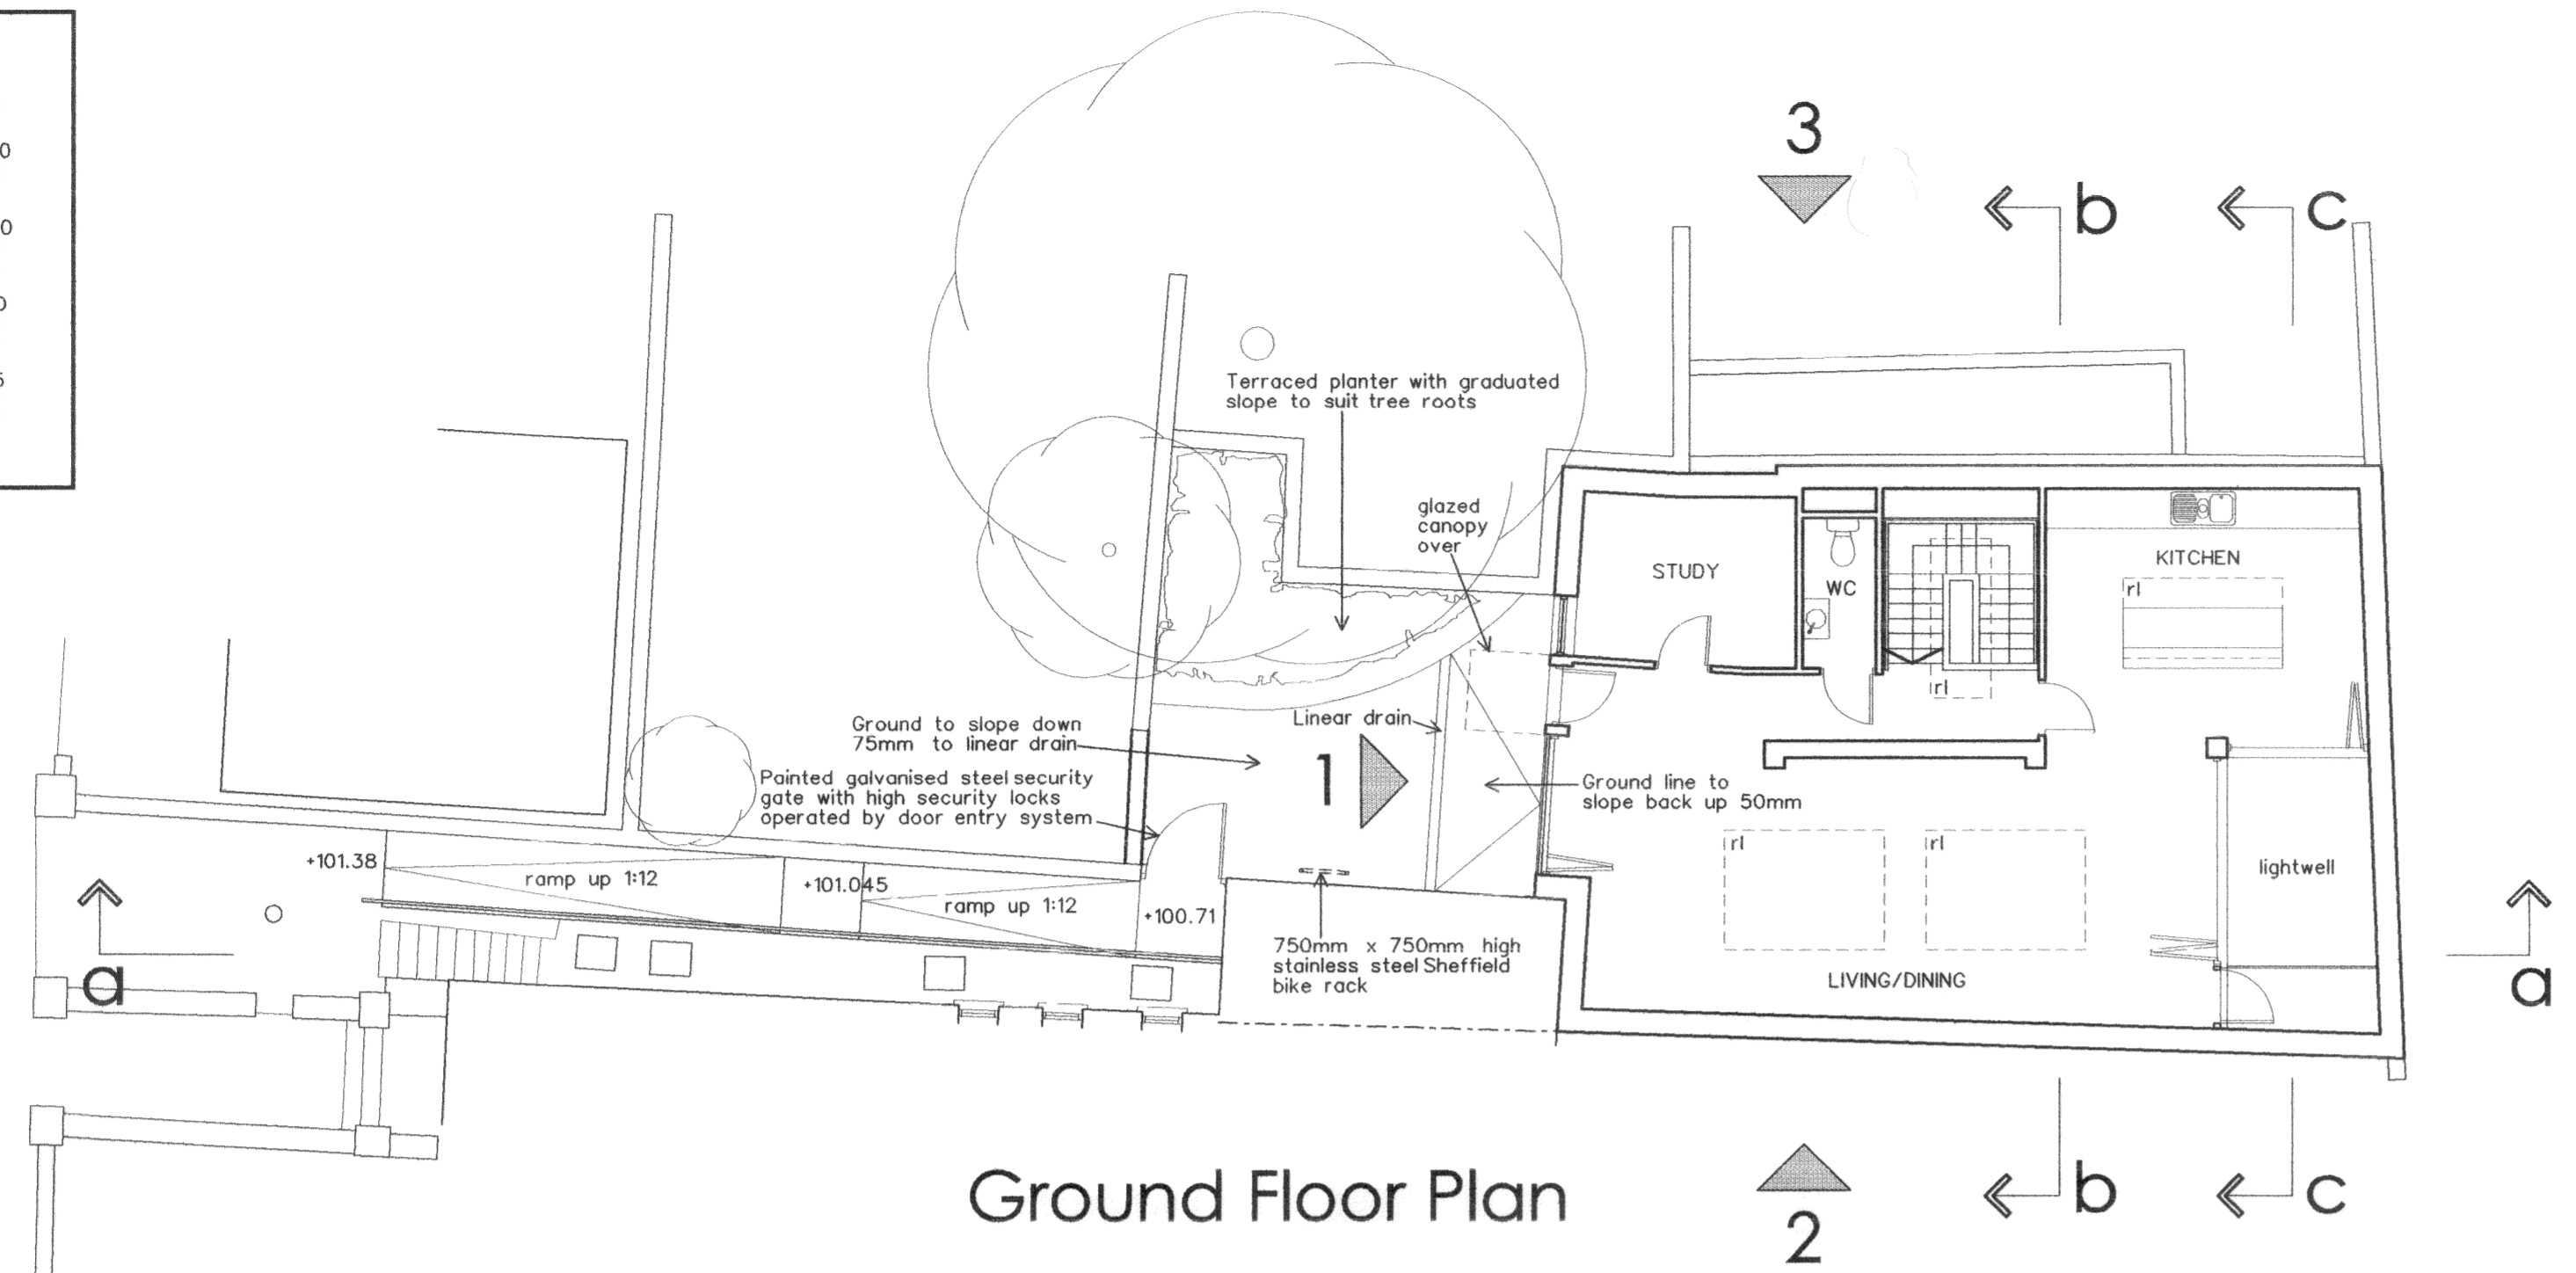 0
0
0
5
3
b
c
Terraced planter with graduated
slope to suit tree roots
glazed
canopy
over
STUDY
WC
KITCHEN
rl
rl
Ground to slope down
75mm to linear drain
Linear drain
Painted galvanised steel security
gate with high security locks
operated by door entry system
1
Ground line to
slope back up 50mm
+101.38
ramp up 1:12
+101.045
ramp up 1:12
+100.71
rl
rl
lightwell
750mm x 750mm high
stainless steel Sheffield
bike rack
LIVING/DINING
a
a
Ground Floor Plan
2
b
c